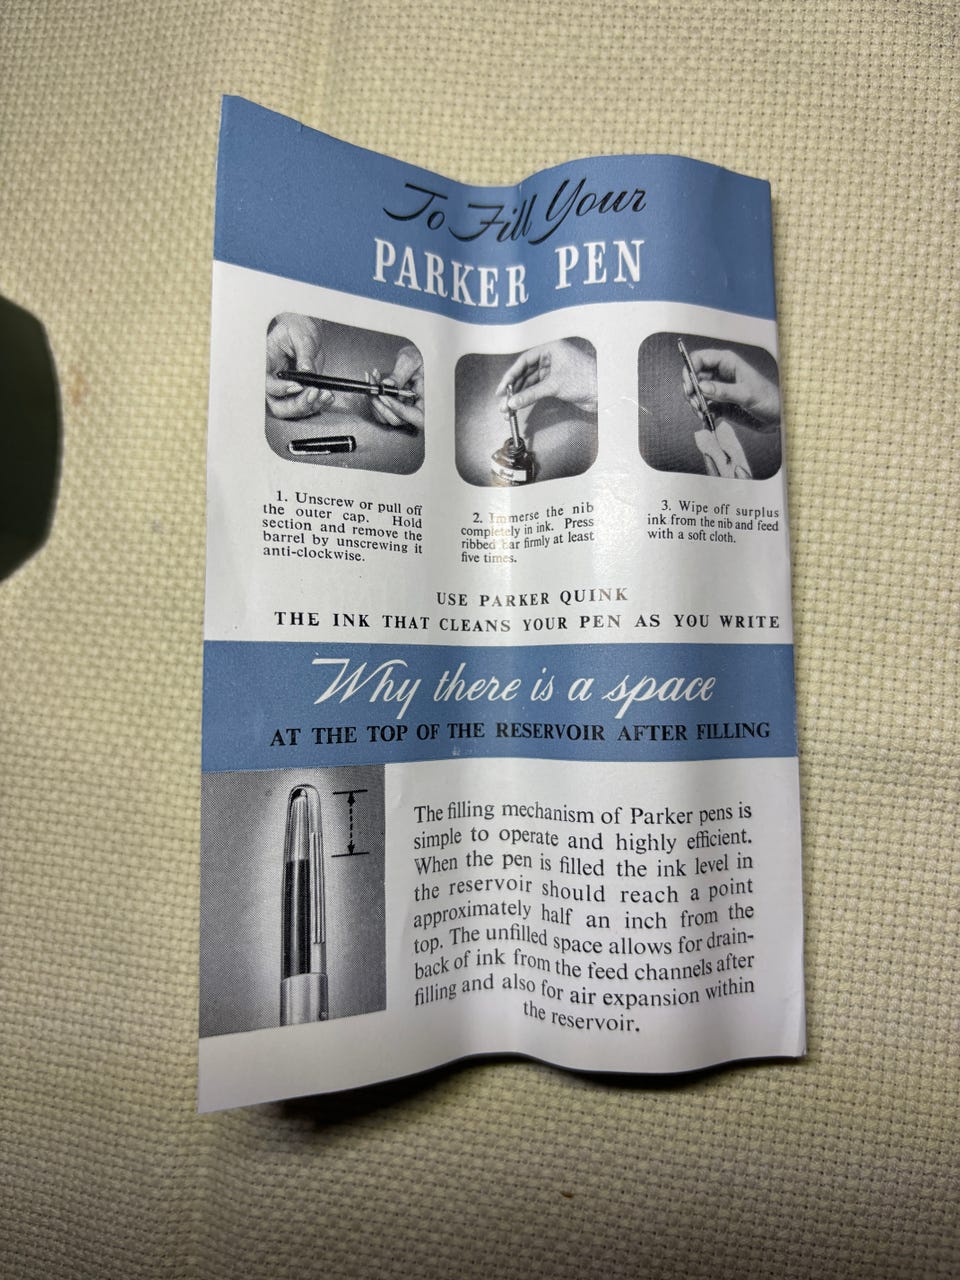 To Fill Your
PARKER PEN
1. Unscrew or pull off
the outer cap. Hold
section and remove the
barrel by unscrewing it
anti-clockwise.
2. Immerse the nib
completely in ink. Press
ribbed bar firmly at least
five times.
3. Wipe off surplus
ink from the nib and feed
with a soft cloth.
USE PARKER QUINK
THE INK THAT CLEANS YOUR PEN AS YOU WRITE
Why there is a space
AT THE TOP OF THE RESERVOIR AFTER FILLING
The filling mechanism of Parker pens is
simple to operate and highly efficient.
When the pen is filled the ink level in
the reservoir should reach a point
approximately half an inch from the
top. The unfilled space allows for drain-
back of ink from the feed channels after
filling and also for air expansion within
the reservoir.